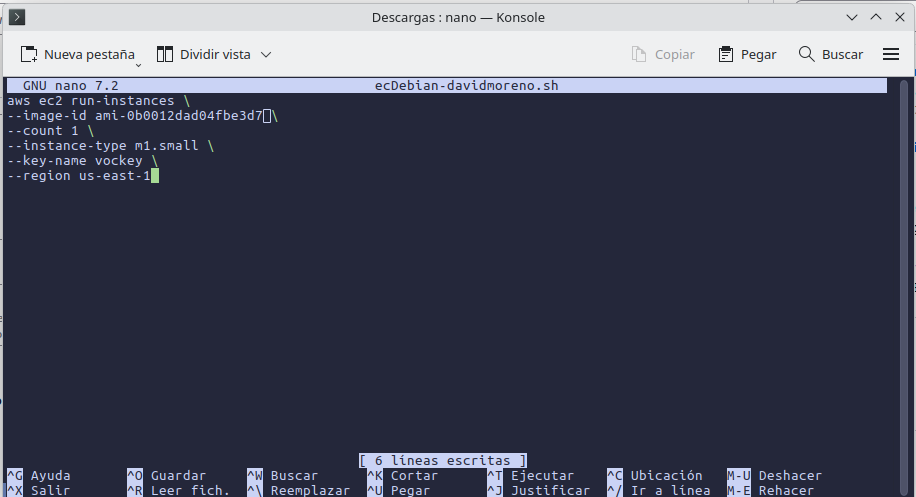 Descargas : nano — Konsole
Nueva pestaña Dividir vista Copiar Pegar Buscar
GNU nano 7.2 ecDebian-davidmoreno.sh
aws ec2 run-instances \
--image-id ami-0b0012dad04fbe3d7 \
--count 1 \
--instance-type m1.small \
--key-name vockey \
--region us-east-1
[ 6 líneas escritas ]
^G Ayuda ^O Guardar ^W Buscar ^K Cortar ^T Ejecutar ^C Ubicación M-U Deshacer
^X Salir ^R Leer fich. ^\ Reemplazar ^U Pegar ^J Justificar ^/ Ir a línea M-E Rehacer